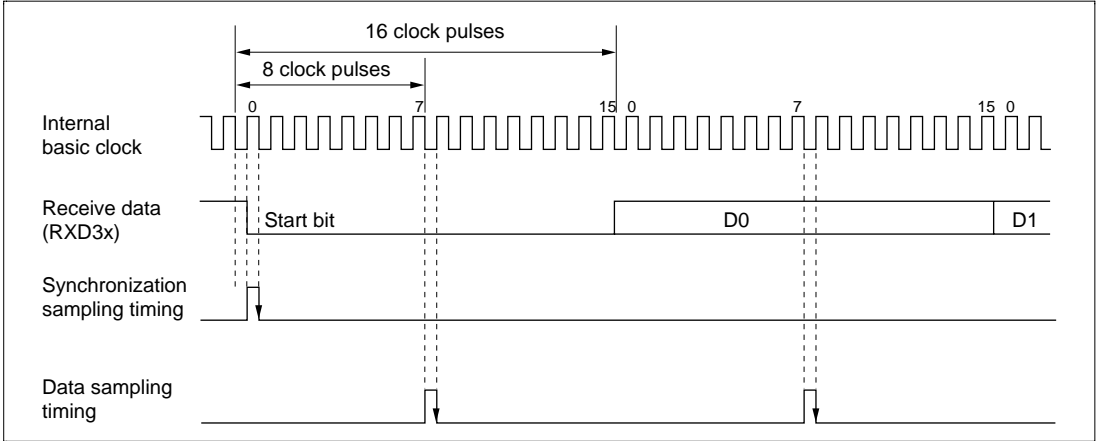 16 clock pulses
8 clock pulses
0 7 15 0 7 15 0
Internal
basic clock
Receive data
(RXD3x)
Start bit D0 D1
Synchronization
sampling timing
Data sampling
timing